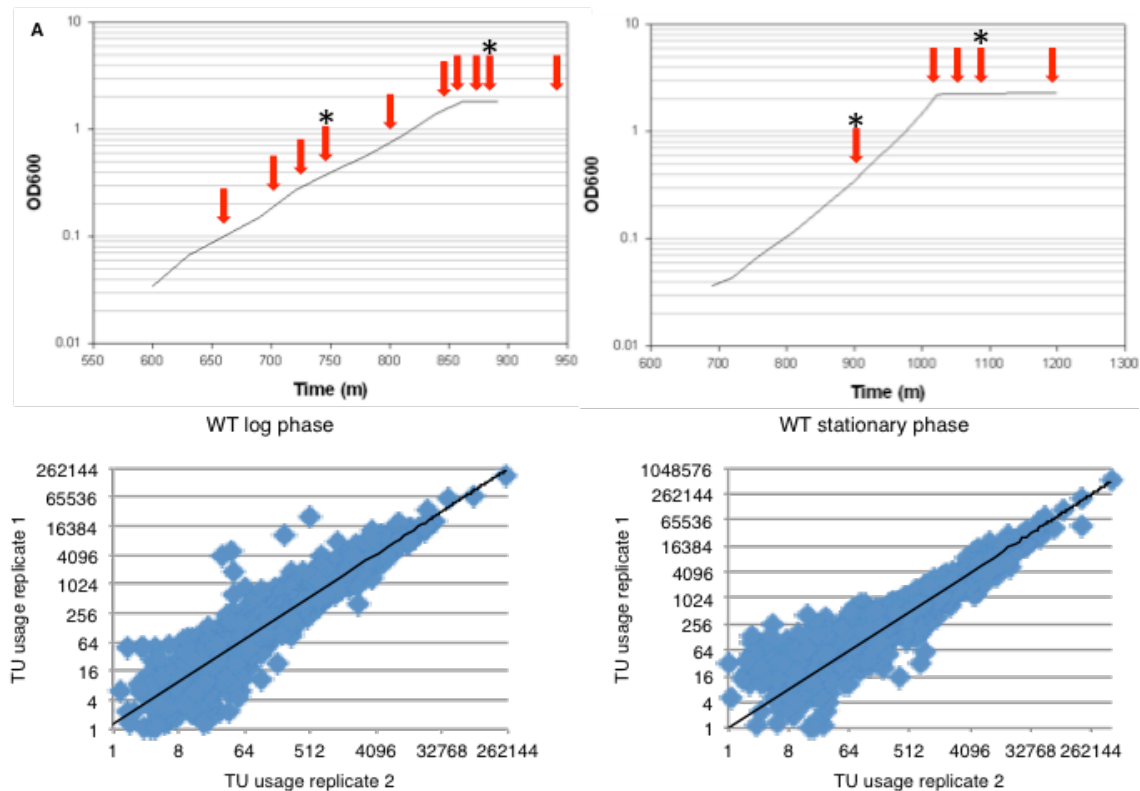 A
10
1
0.1
0.01
OD600
*
*
550 600 650 700 750 800 850 900 950
Time (m)
10
1
0.1
0.01
OD600
*
*
600 700 800 900 1000 1100 1200 1300
Time (m)
WT log phase
262144
65536
16384
4096
1024
256
64
16
4
1
TU usage replicate 1
1 8 64 512 4096 32768 262144
TU usage replicate 2
WT stationary phase
1048576
262144
65536
16384
4096
1024
256
64
16
4
1
TU usage replicate 1
1 8 64 512 4096 32768 262144
TU usage replicate 2